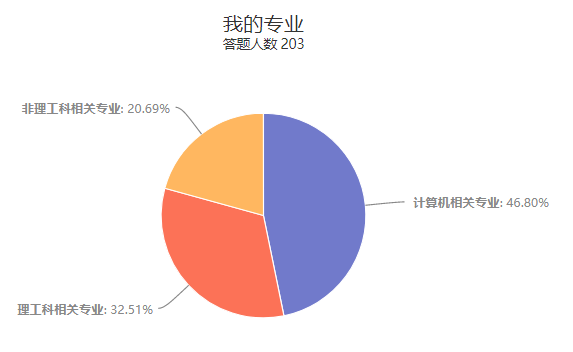 我的专业
答题人数 203
非理工科相关专业: 20.69%
计算机相关专业: 46.80%
理工科相关专业: 32.51%